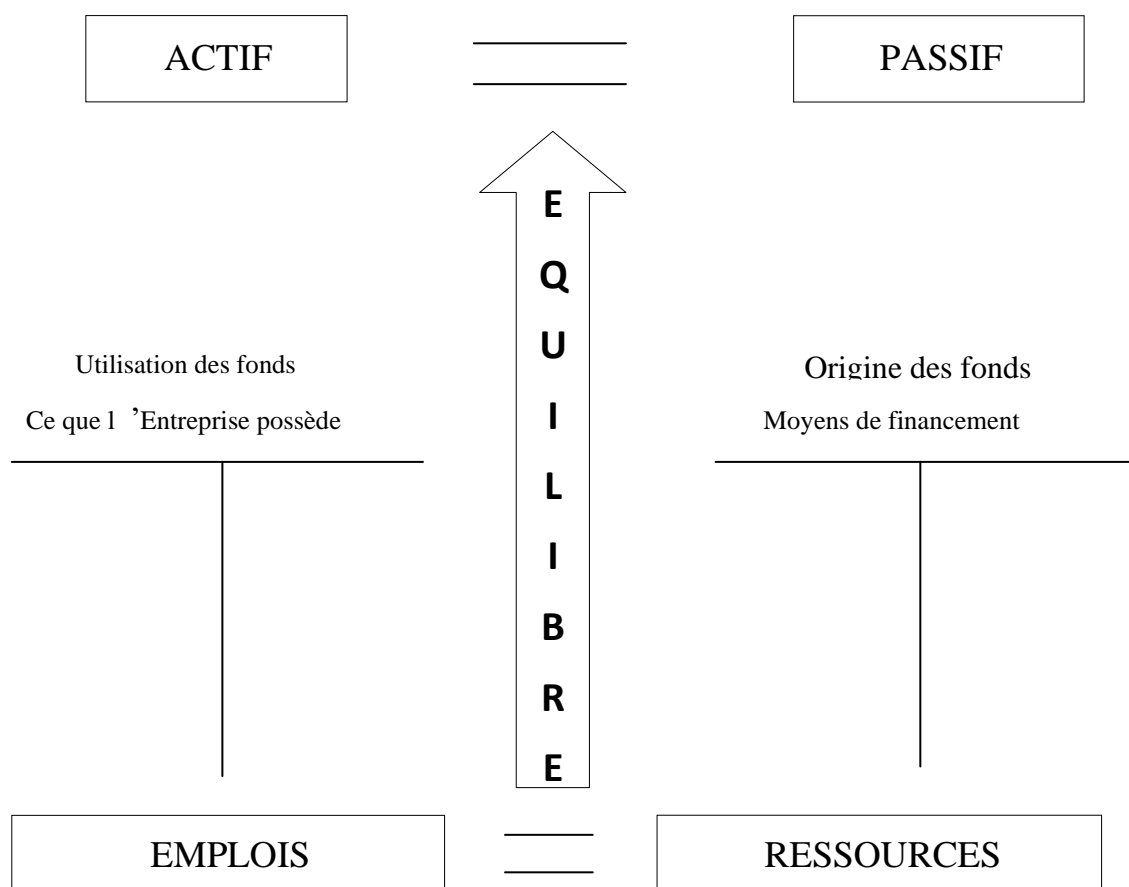 ACTIF
PASSIF
E
Q
U
I
L
I
B
R
E
Utilisation des fonds
Ce que l ’Entreprise possède
Origine des fonds
Moyens de financement
EMPLOIS
RESSOURCES